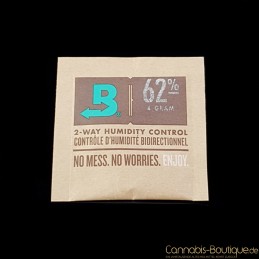 B
62%
4 GRAM
2-WAY HUMIDITY CONTROL
CONTRÔLE D'HUMIDITÉ BIDIRECTIONNEL
NO MESS. NO WORRIES. ENJOY.
Cannabis-Boutique.de